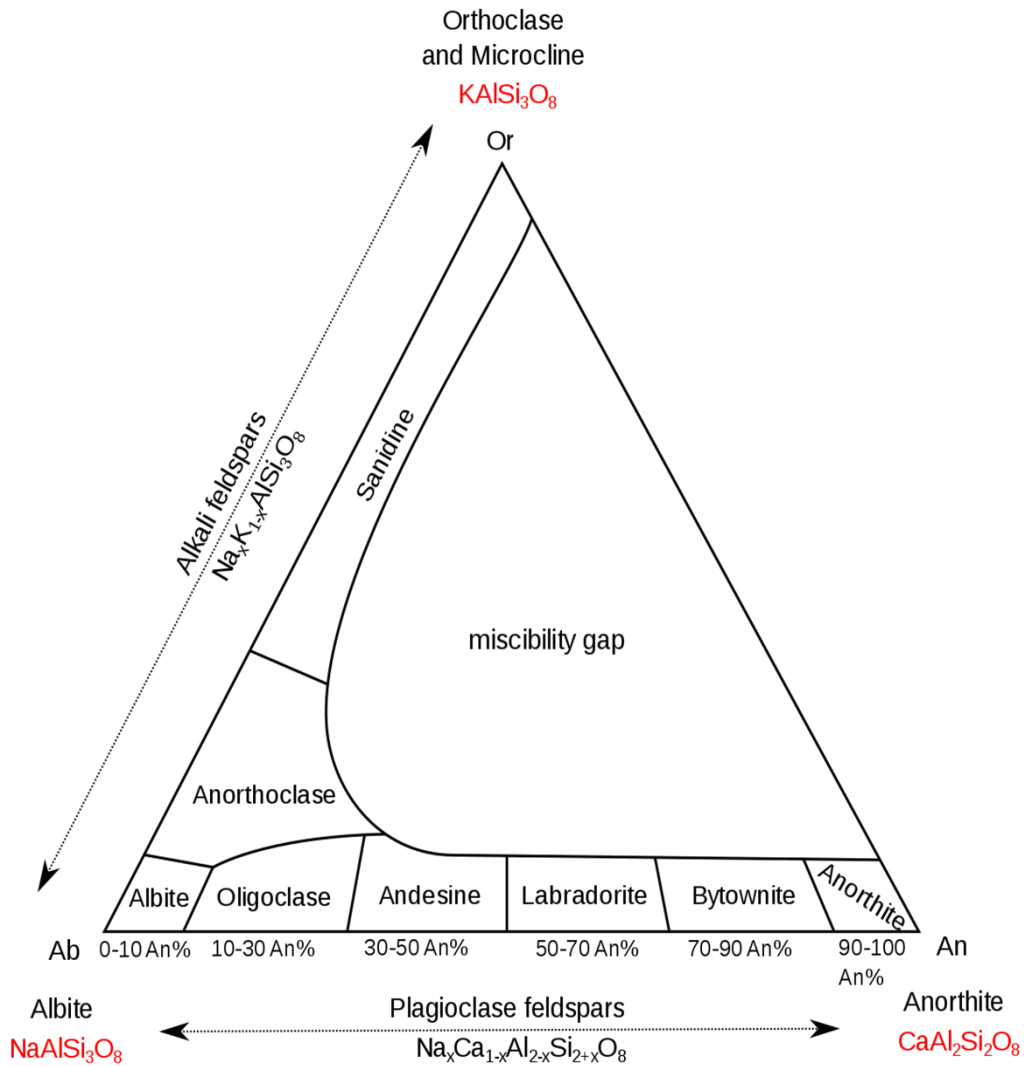 Orthoclase
and Microcline
KAlSi₃O₈
Or
Alkali feldspars
NaₓK₁₋ₓAlSi₃O₈
Sanidine
miscibility gap
Anorthoclase
Albite
Oligoclase
Andesine
Labradorite
Bytownite
Anorthite
Ab
0-10 An%
10-30 An%
30-50 An%
50-70 An%
70-90 An%
90-100
An%
An
Albite
NaAlSi₃O₈
Plagioclase feldspars
NaₓCa₁₋ₓAl₂₋ₓSi₂₊ₓO₈
Anorthite
CaAl₂Si₂O₈